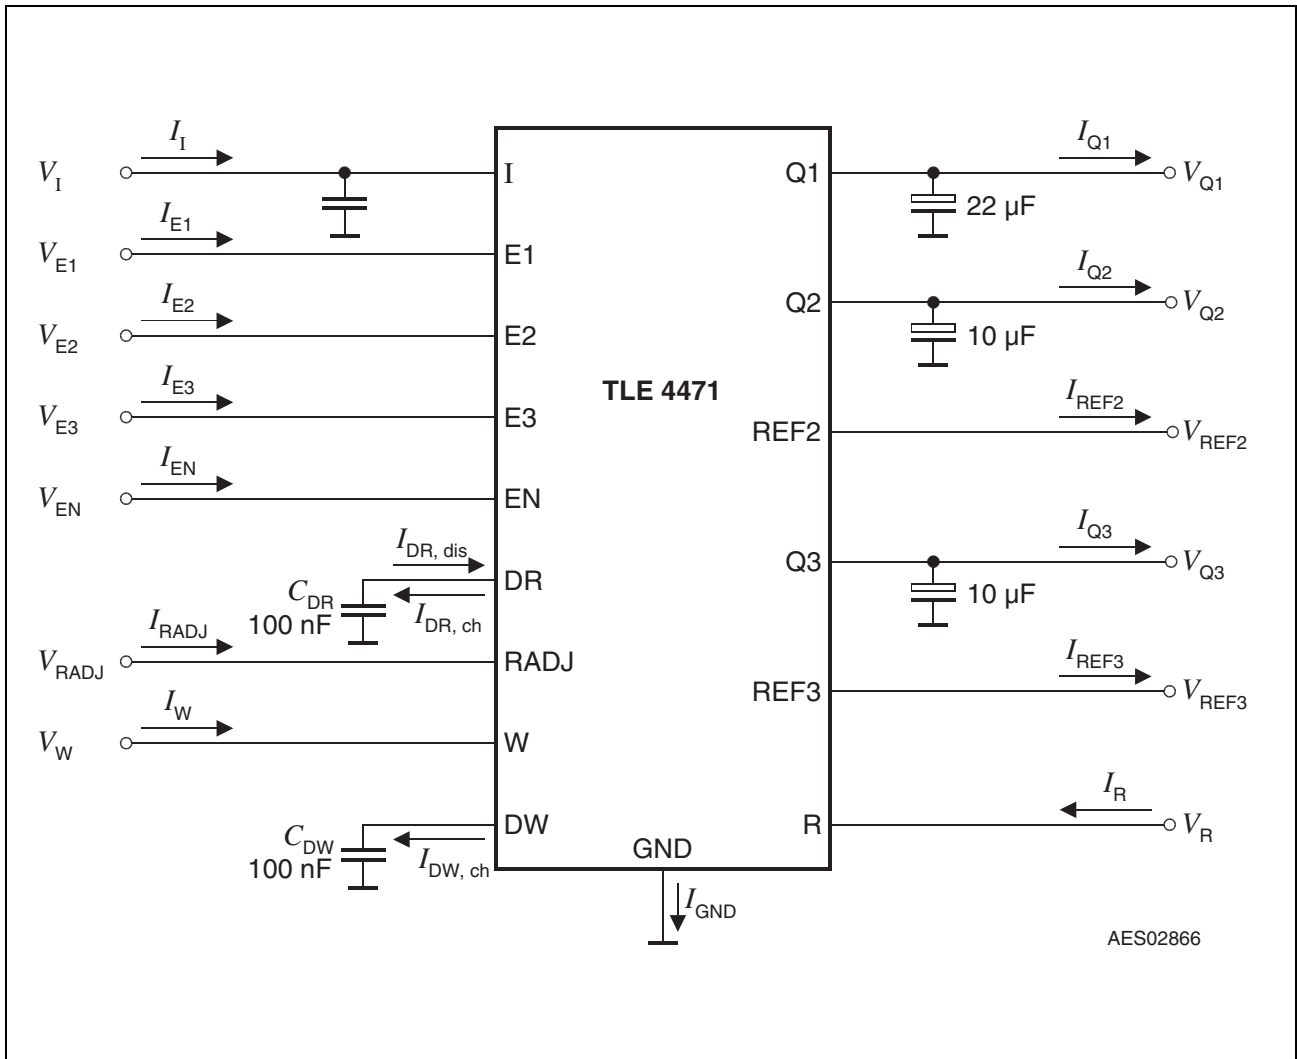 I_I
V_I
I
I_E1
V_E1
E1
I_E2
V_E2
E2
I_E3
V_E3
E3
I_EN
V_EN
EN
I_DR, dis
DR
C_DR
100 nF
I_DR, ch
I_RADJ
V_RADJ
RADJ
I_W
V_W
W
C_DW
100 nF
DW
I_DW, ch
TLE 4471
GND
I_GND
Q1
I_Q1
V_Q1
22 µF
Q2
I_Q2
V_Q2
10 µF
REF2
I_REF2
V_REF2
Q3
I_Q3
V_Q3
10 µF
REF3
I_REF3
V_REF3
R
I_R
V_R
AES02866